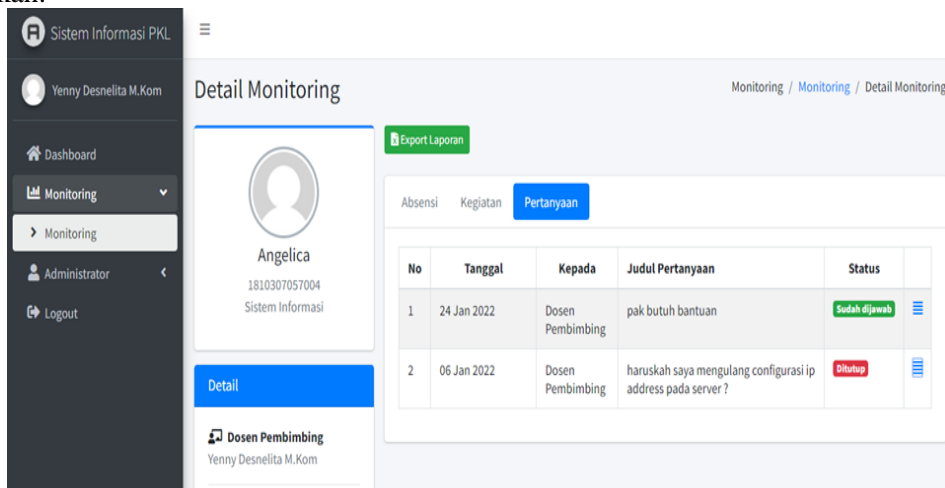 kan.
Sistem Informasi PKL
Yenny Desnelita M.Kom
Dashboard
Monitoring
Monitoring
Administrator
Logout
Detail Monitoring
Monitoring / Monitoring / Detail Monitoring
Angelica
1810307057004
Sistem Informasi
Detail
Dosen Pembimbing
Yenny Desnelita M.Kom
Export Laporan
Absensi Kegiatan Pertanyaan
No Tanggal Kepada Judul Pertanyaan Status
1 24 Jan 2022 Dosen Pembimbing pak butuh bantuan Sudah dijawab
2 06 Jan 2022 Dosen Pembimbing haruskah saya mengulang configurasi ip address pada server ? Ditutup